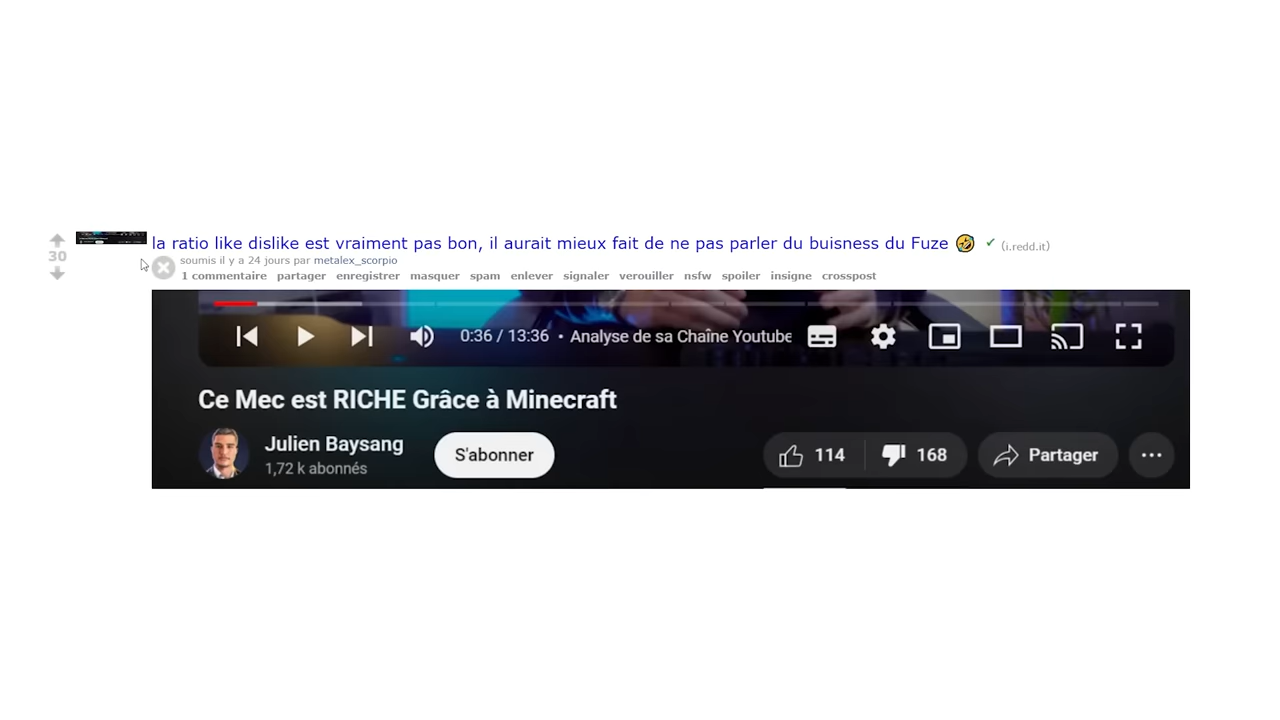 la ratio like dislike est vraiment pas bon, il aurait mieux fait de ne pas parler du buisness du Fuze 🤣 ✔ (i.redd.it)
30
soumis il y a 24 jours par metalex_scorpio
1 commentaire partager enregistrer masquer spam enlever signaler verouiller nsfw spoiler insigne crosspost
0:36 / 13:36 • Analyse de sa Chaîne Youtube
Ce Mec est RICHE Grâce à Minecraft
Julien Baysang
1,72 k abonnés
S'abonner
114
168
Partager